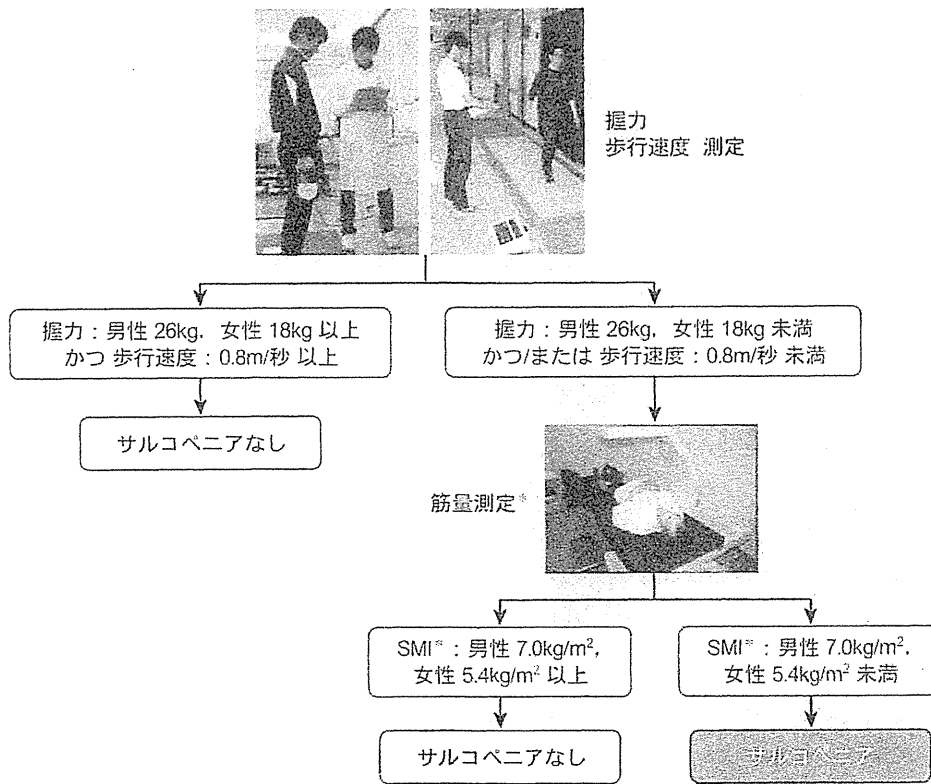 握力
歩行速度 測定
握力：男性 26kg，女性 18kg 以上
かつ 歩行速度：0.8m/秒 以上
握力：男性 26kg，女性 18kg 未満
かつ/または 歩行速度：0.8m/秒 未満
サルコペニアなし
筋量測定*
SMI*：男性 7.0kg/m²，
女性 5.4kg/m² 以上
SMI*：男性 7.0kg/m²，
女性 5.4kg/m² 未満
サルコペニアなし
サルコペニア